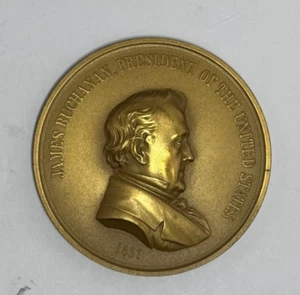 JAMES BUCHANAN, PRESIDENT OF THE UNITED STATES
1857